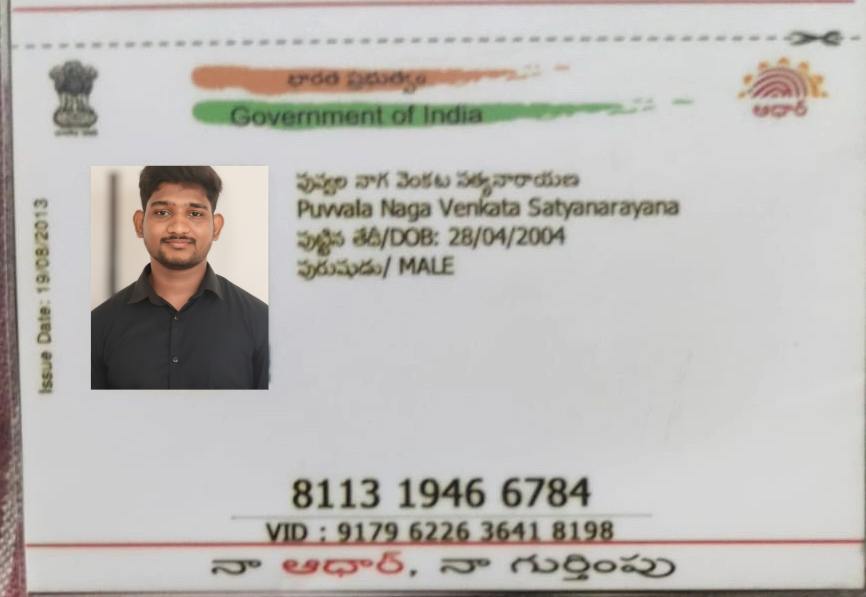 భారత ప్రభుత్వం
Government of India
ఆధార్
Issue Date: 19/08/2013
పువ్వల నాగ వెంకట సత్యనారాయణ
Puvvala Naga Venkata Satyanarayana
పుట్టిన తేదీ/DOB: 28/04/2004
పురుషుడు/ MALE
8113 1946 6784
VID : 9179 6226 3641 8198
నా ఆధార్, నా గుర్తింపు